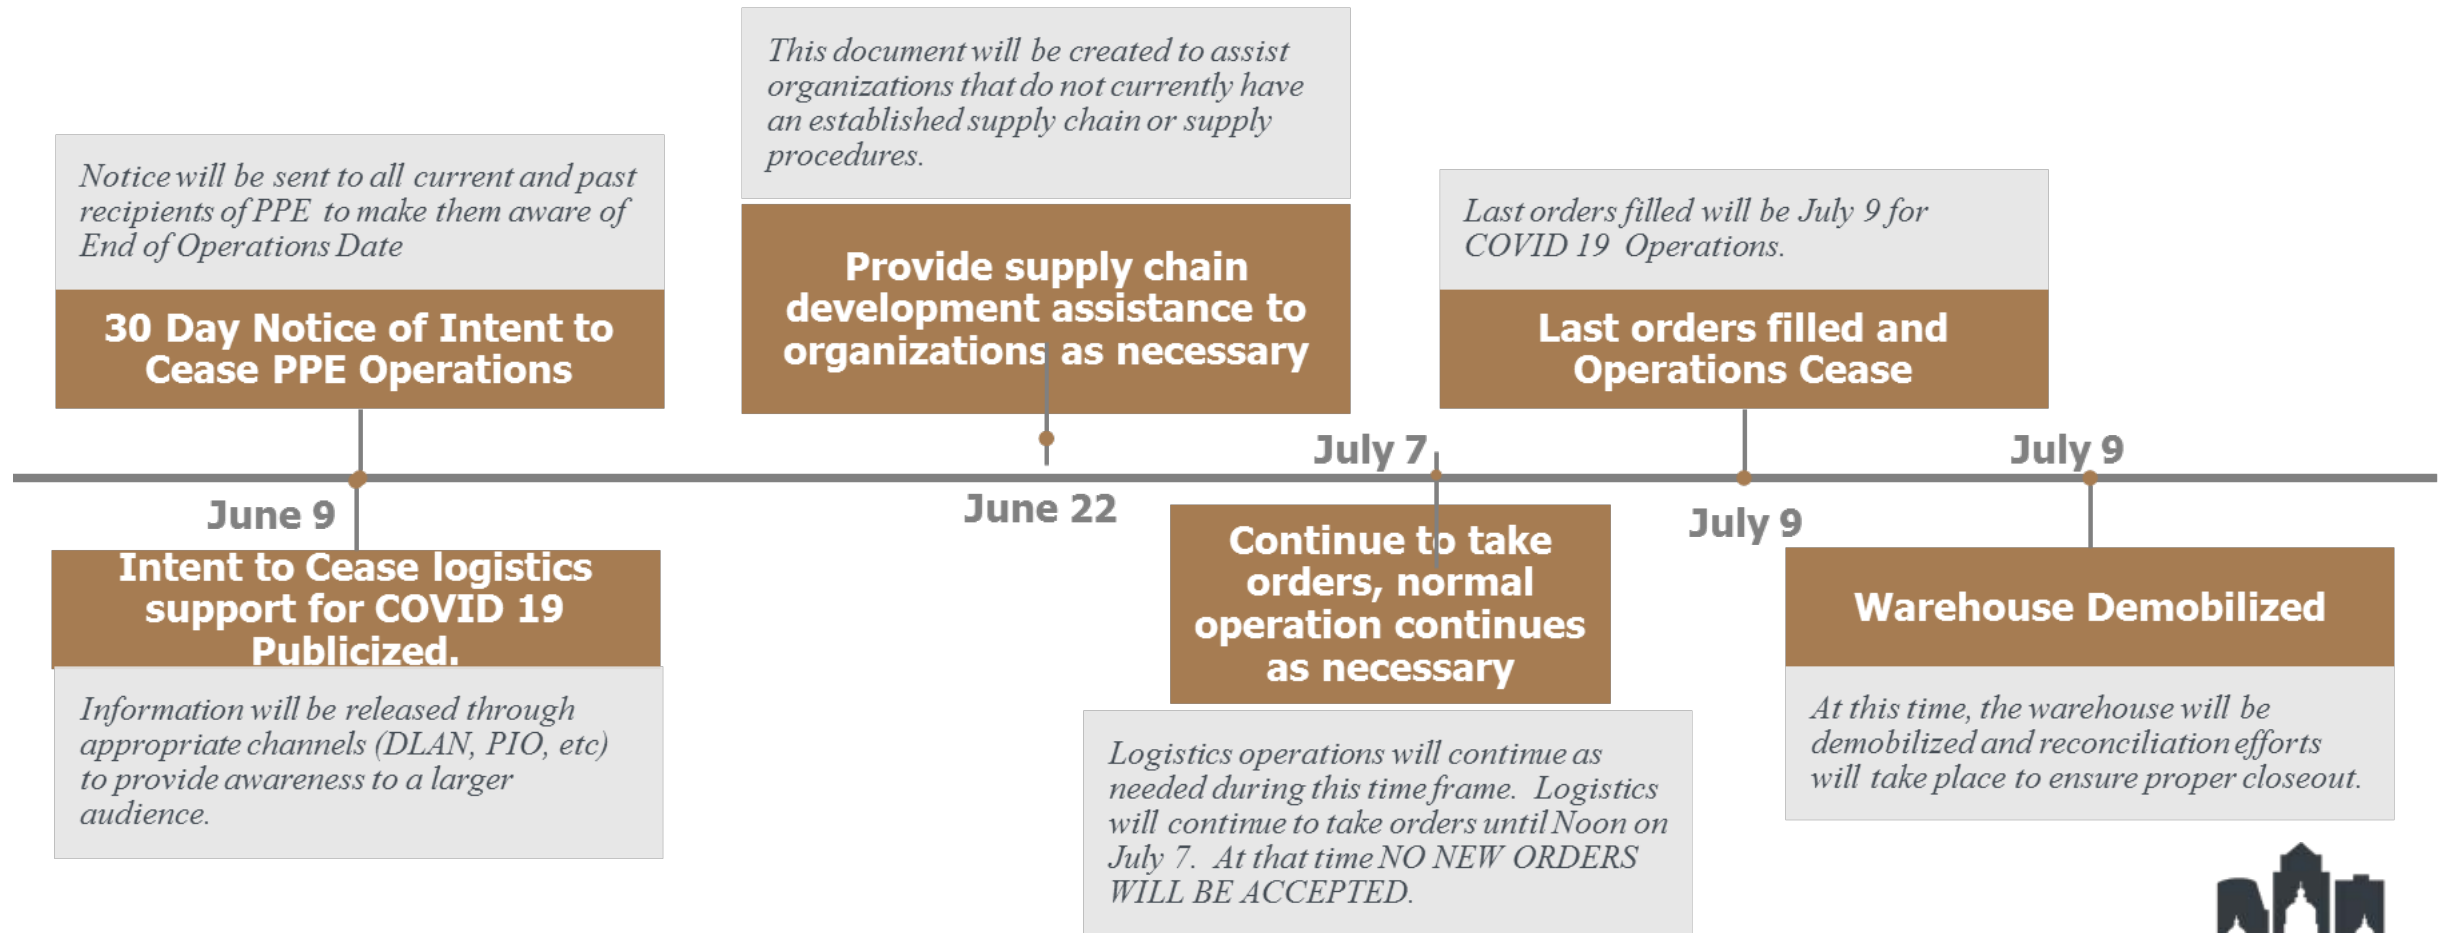 This document will be created to assist
organizations that do not currently have
an established supply chain or supply
procedures.
Notice will be sent to all current and past
recipients of PPE to make them aware of
End of Operations Date
30 Day Notice of Intent to
Cease PPE Operations
Provide supply chain
development assistance to
organizations as necessary
Last orders filled will be July 9 for
COVID 19 Operations.
Last orders filled and
Operations Cease
June 9
June 22
July 7
July 9
July 9
Intent to Cease logistics
support for COVID 19
Publicized.
Information will be released through
appropriate channels (DLAN, PIO, etc)
to provide awareness to a larger
audience.
Continue to take
orders, normal
operation continues
as necessary
Logistics operations will continue as
needed during this time frame. Logistics
will continue to take orders until Noon on
July 7. At that time NO NEW ORDERS
WILL BE ACCEPTED.
Warehouse Demobilized
At this time, the warehouse will be
demobilized and reconciliation efforts
will take place to ensure proper closeout.